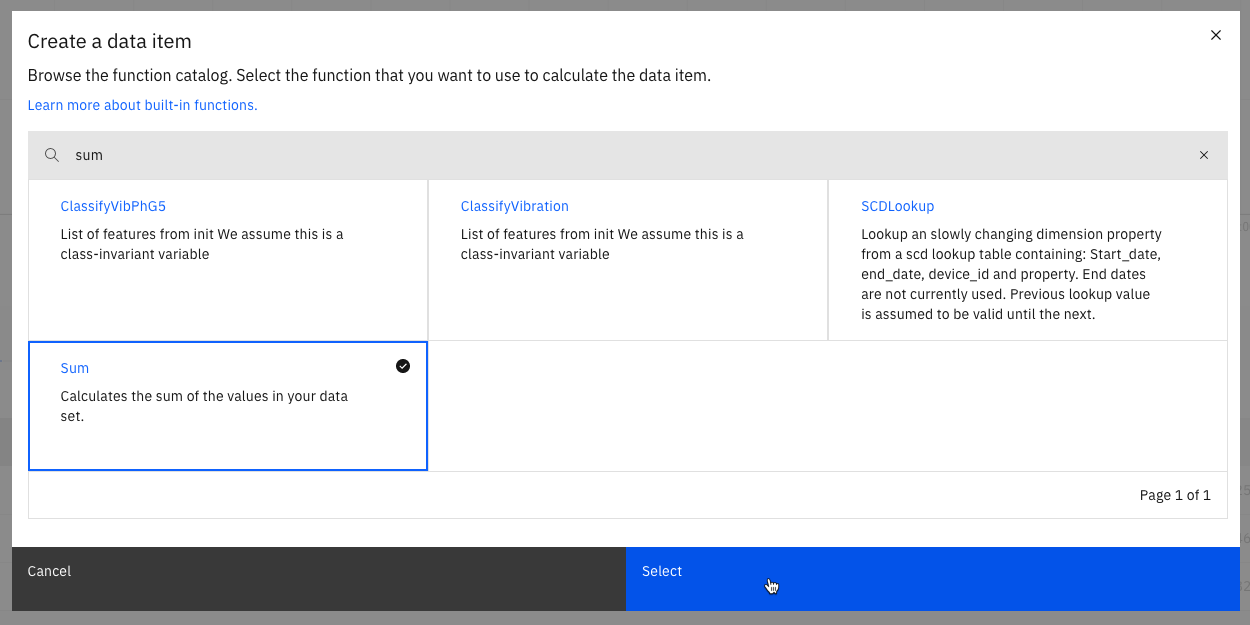 Create a data item
Browse the function catalog. Select the function that you want to use to calculate the data item.
Learn more about built-in functions.
sum
ClassifyVibPhG5
List of features from init We assume this is a
class-invariant variable
ClassifyVibration
List of features from init We assume this is a
class-invariant variable
SCDLookup
Lookup an slowly changing dimension property
from a scd lookup table containing: Start_date,
end_date, device_id and property. End dates
are not currently used. Previous lookup value
is assumed to be valid until the next.
Sum
Calculates the sum of the values in your data
set.
Page 1 of 1
Cancel
Select